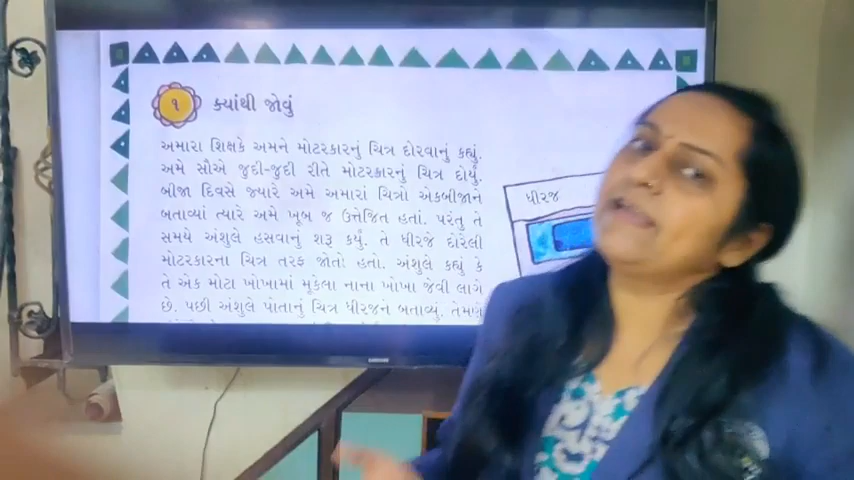 ૧ ક્યાંથી જોવું
અમારા શિક્ષકે અમને મોટરકારનું ચિત્ર દોરવાનું કહ્યું.
અમે સૌએ જુદી-જુદી રીતે મોટરકારનું ચિત્ર દોર્યું.
બીજા દિવસે જ્યારે અમે અમારાં ચિત્રો એકબીજાને
બતાવ્યાં ત્યારે અમે ખૂબ જ ઉત્તેજિત હતાં. પરંતુ તે
સમયે અંશુલે હસવાનું શરૂ કર્યું. તે ધીરજે દોરેલી
મોટરકારના ચિત્ર તરફ જોતો હતો. અંશુલે કહ્યું કે
તે એક મોટા ખોખામાં મૂકેલા નાના ખોખા જેવી લાગે
છે. પછી અંશુલે પોતાનું ચિત્ર ધીરજને બતાવ્યું. તેમણે
ધીરજ